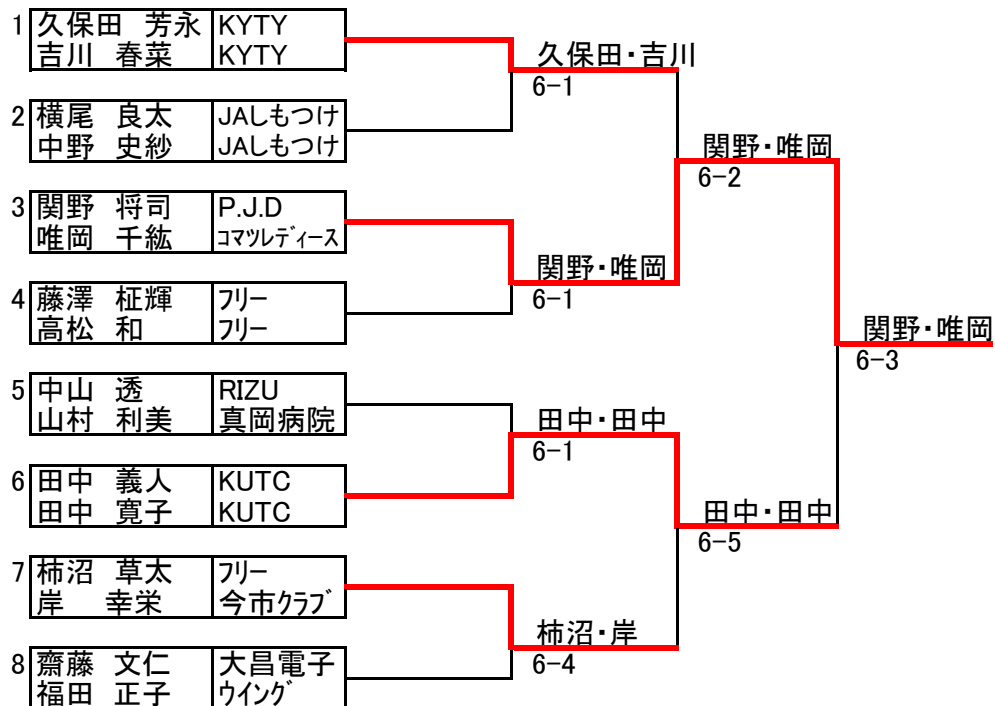 1 久保田 芳永 KYTY
吉川 春菜 KYTY
2 横尾 良太 JAしもつけ
中野 史紗 JAしもつけ
3 関野 将司 P.J.D
唯岡 千紘 コマツレディース
4 藤澤 柾輝 フリー
高松 和 フリー
5 中山 透 RIZU
山村 利美 真岡病院
6 田中 義人 KUTC
田中 寛子 KUTC
7 柿沼 草太 フリー
岸 幸栄 今市クラブ
8 齋藤 文仁 大昌電子
福田 正子 ウイング
久保田・吉川
6-1
関野・唯岡
6-1
田中・田中
6-1
柿沼・岸
6-4
関野・唯岡
6-2
田中・田中
6-5
関野・唯岡
6-3